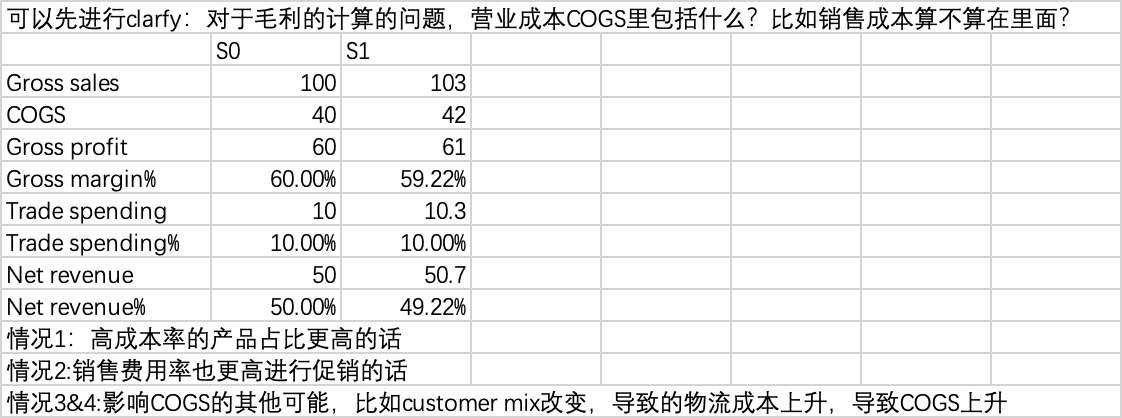 可以先进行clarfy：对于毛利的计算的问题，营业成本COGS里包括什么？比如销售成本算不算在里面？
S0 S1
Gross sales 100 103
COGS 40 42
Gross profit 60 61
Gross margin% 60.00% 59.22%
Trade spending 10 10.3
Trade spending% 10.00% 10.00%
Net revenue 50 50.7
Net revenue% 50.00% 49.22%
情况1：高成本率的产品占比更高的话
情况2:销售费用率也更高进行促销的话
情况3&4:影响COGS的其他可能，比如customer mix改变，导致的物流成本上升，导致COGS上升